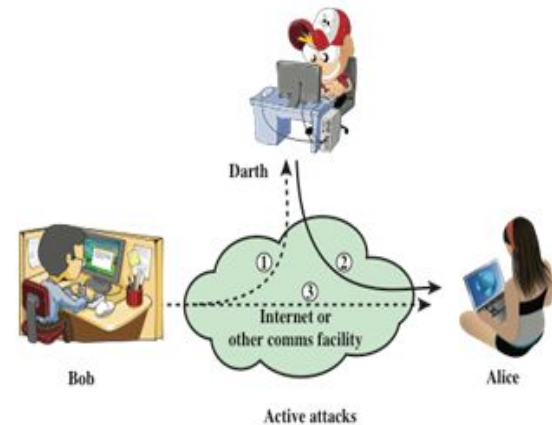 Darth
①
②
③
Internet or
other comms facility
Bob
Alice
Active attacks